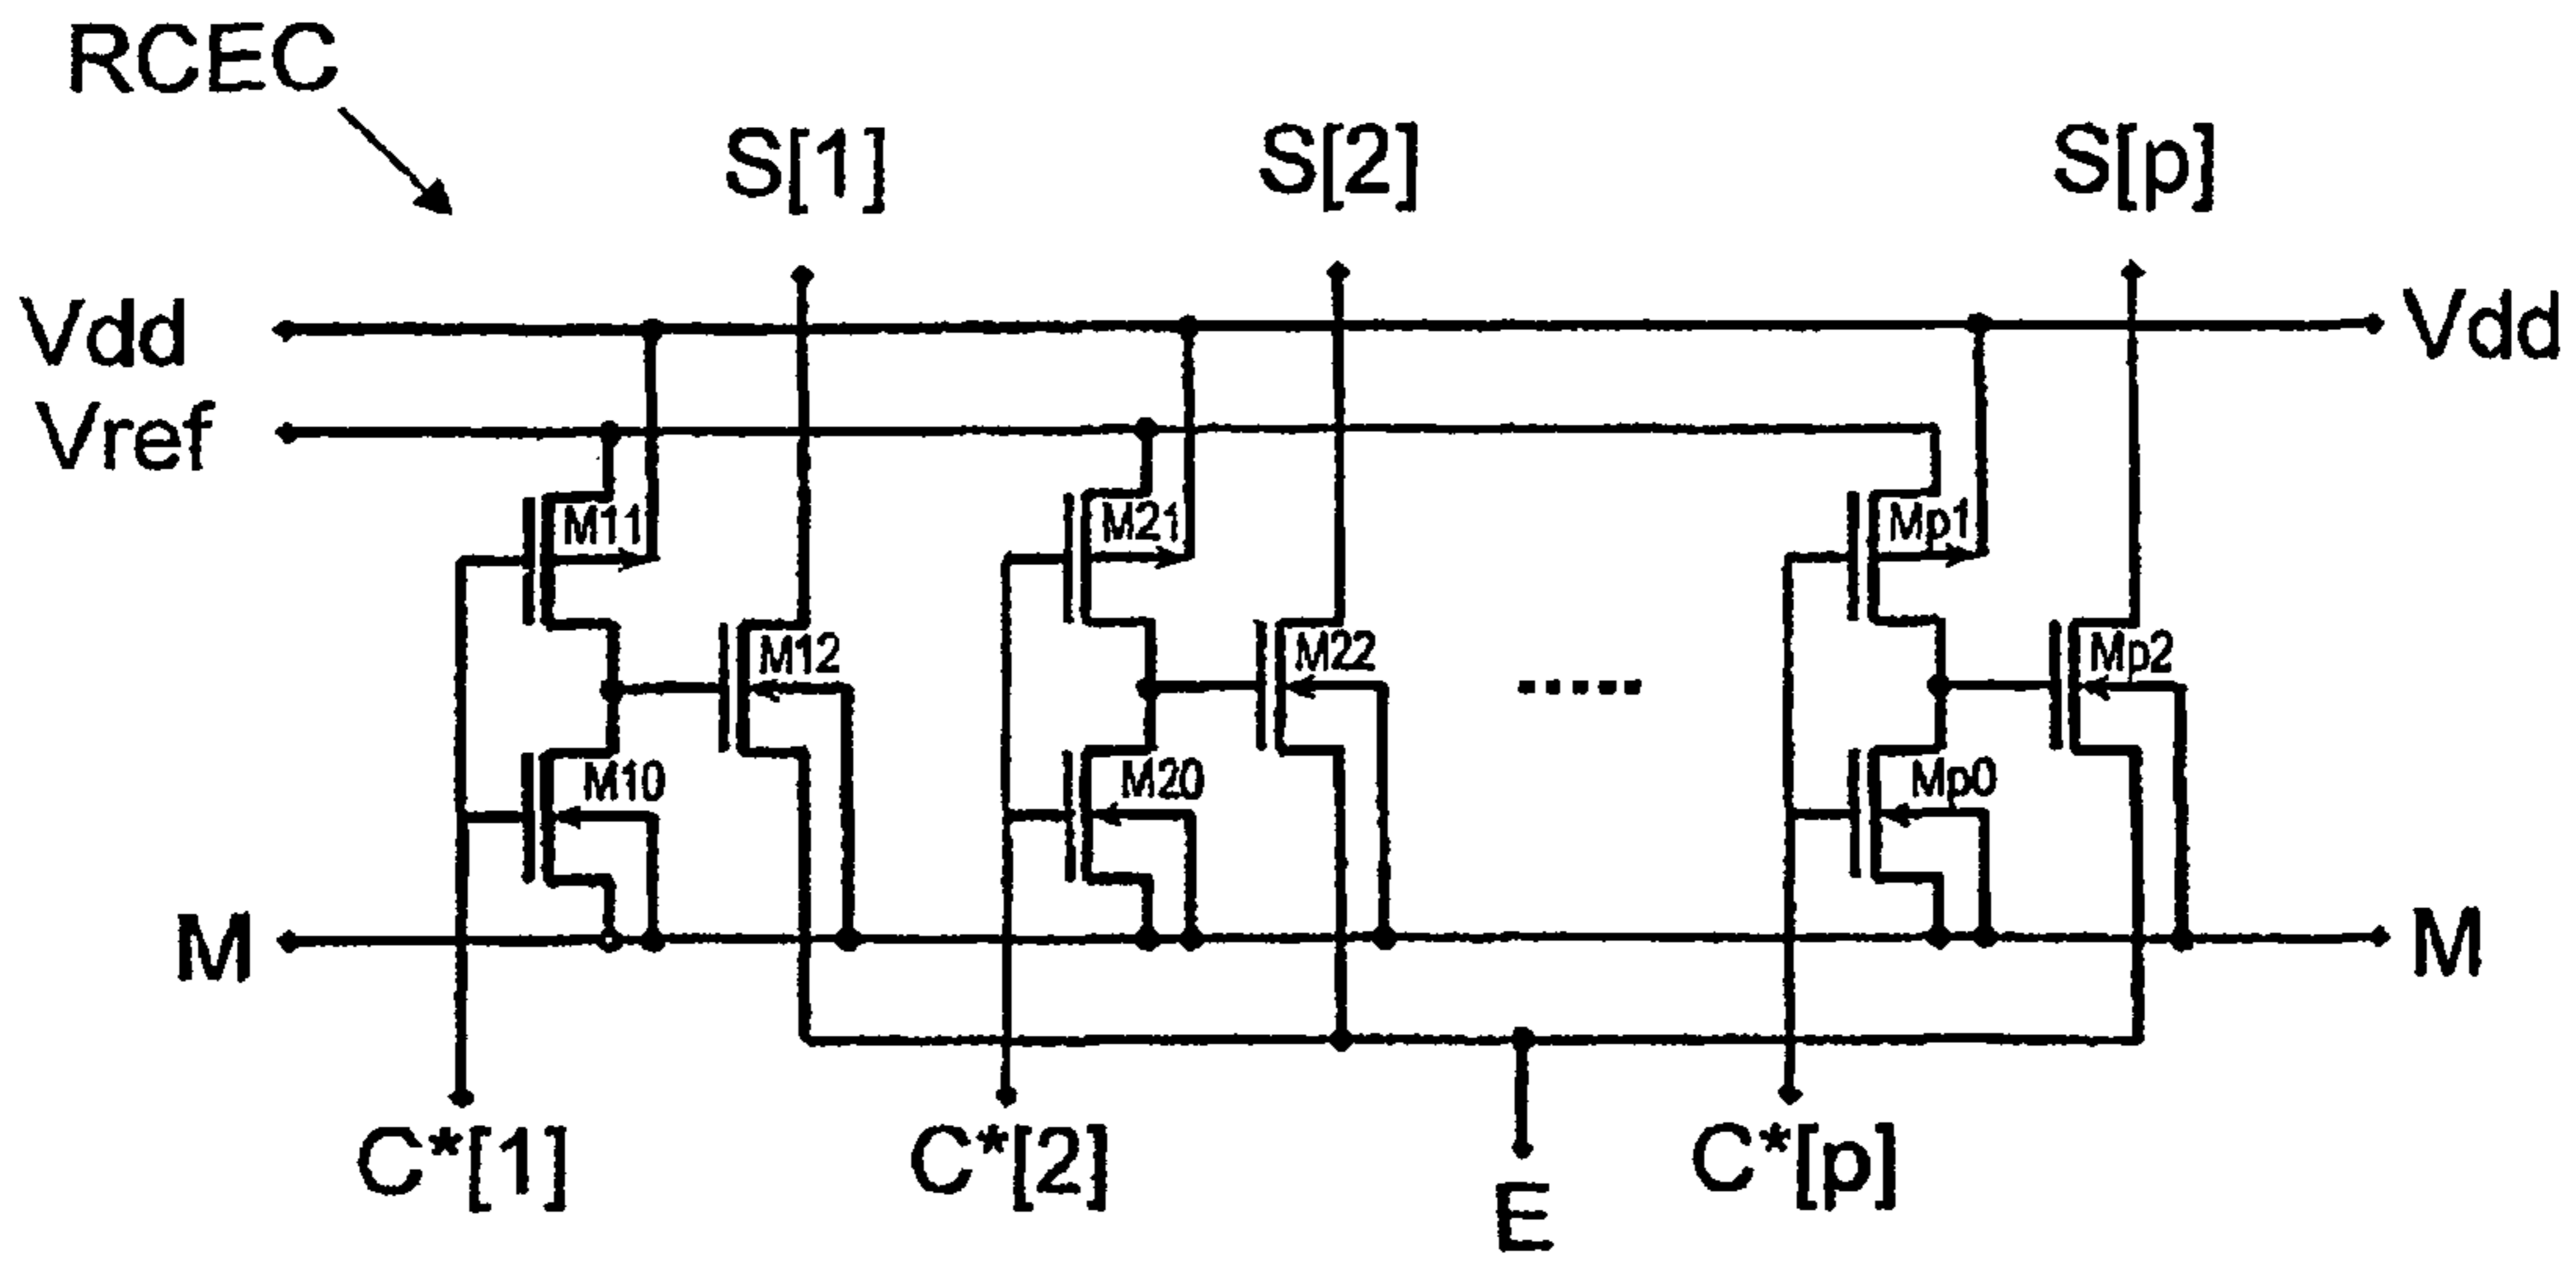 RCEC
S[1] S[2] S[p]
Vdd Vdd
Vref
M11 M21 Mp1
M12 M22 Mp2
M10 M20 Mp0
M M
C*[1] C*[2] C*[p]
E